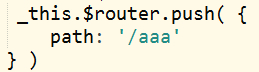 _this.$router.push( {
path: '/aaa'
} )